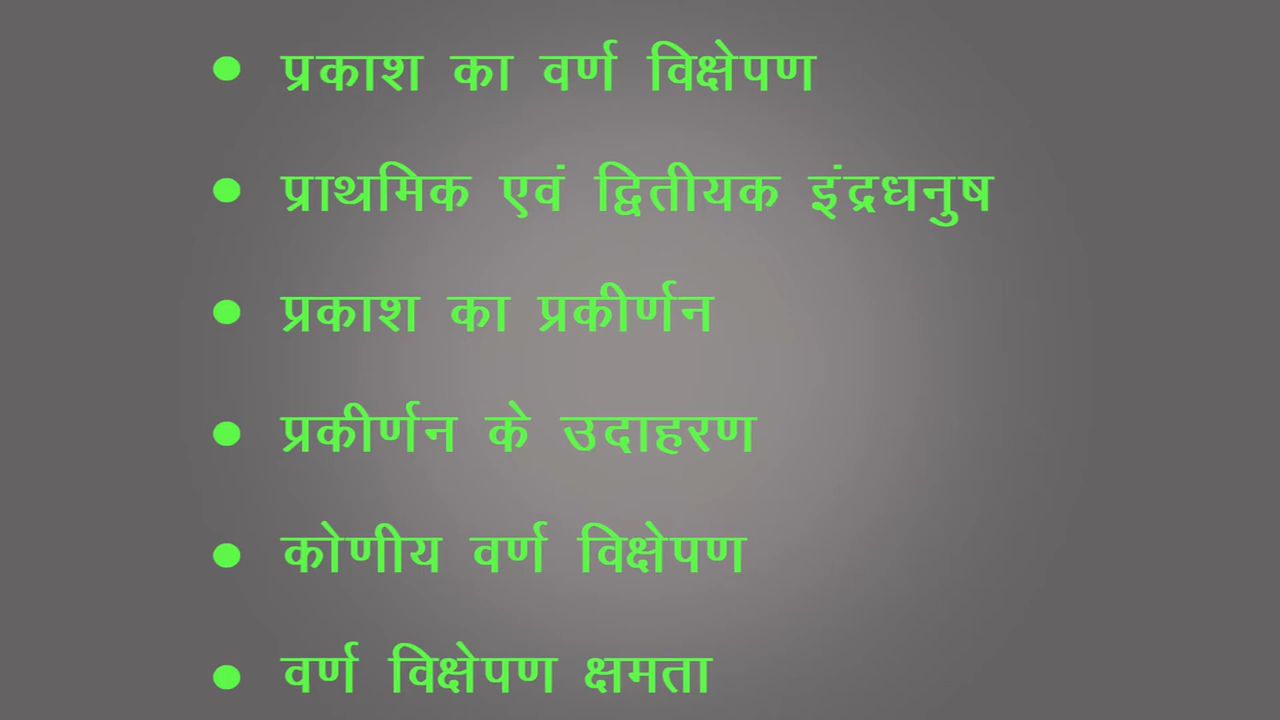 • प्रकाश का वर्ण विक्षेपण
• प्राथमिक एवं द्वितीयक इंद्रधनुष
• प्रकाश का प्रकीर्णन
• प्रकीर्णन के उदाहरण
• कोणीय वर्ण विक्षेपण
• वर्ण विक्षेपण क्षमता